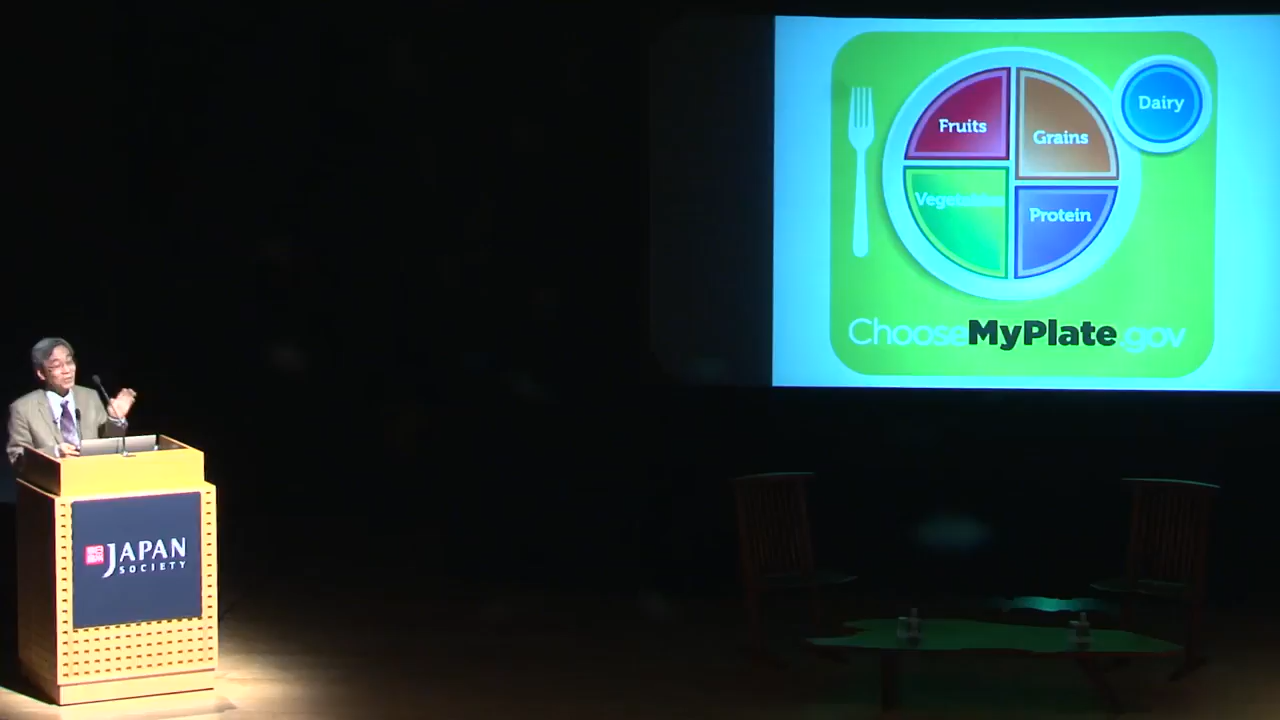 Fruits
Grains
Dairy
Vegetables
Protein
ChooseMyPlate.gov
JAPAN
SOCIETY